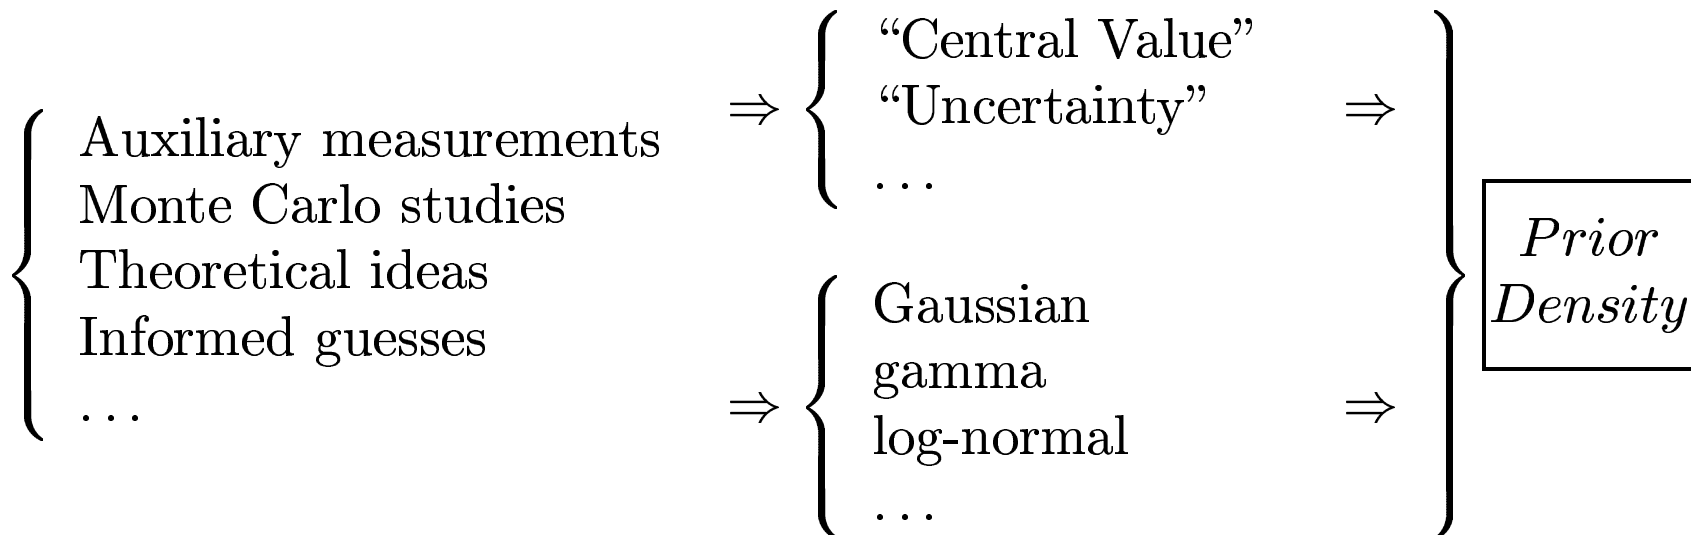 Auxiliary measurements
Monte Carlo studies
Theoretical ideas
Informed guesses
. . .
⇒
“Central Value”
“Uncertainty”
. . .
⇒
⇒
Gaussian
gamma
log-normal
. . .
⇒
Prior
Density